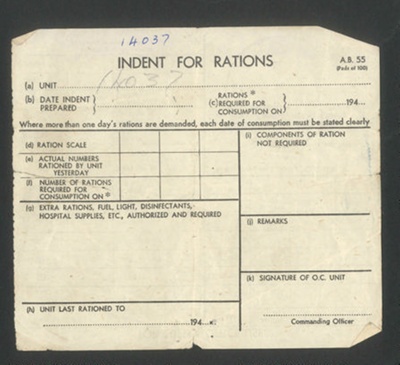 14037
INDENT FOR RATIONS
A.B. 55
(Pads of 100)
14037
(a) UNIT
(b) DATE INDENT PREPARED } (c) RATIONS * REQUIRED FOR CONSUMPTION ON } 194....
Where more than one day's rations are demanded, each date of consumption must be stated clearly
(d) RATION SCALE
(e) ACTUAL NUMBERS
RATIONED BY UNIT
YESTERDAY
(f) NUMBER OF RATIONS
REQUIRED FOR
CONSUMPTION ON *
(g) EXTRA RATIONS, FUEL, LIGHT, DISINFECTANTS,
HOSPITAL SUPPLIES, ETC., AUTHORIZED AND REQUIRED
(h) UNIT LAST RATIONED TO
194....
(i) COMPONENTS OF RATION
NOT REQUIRED
(j) REMARKS
(k) SIGNATURE OF O.C. UNIT
Commanding Officer